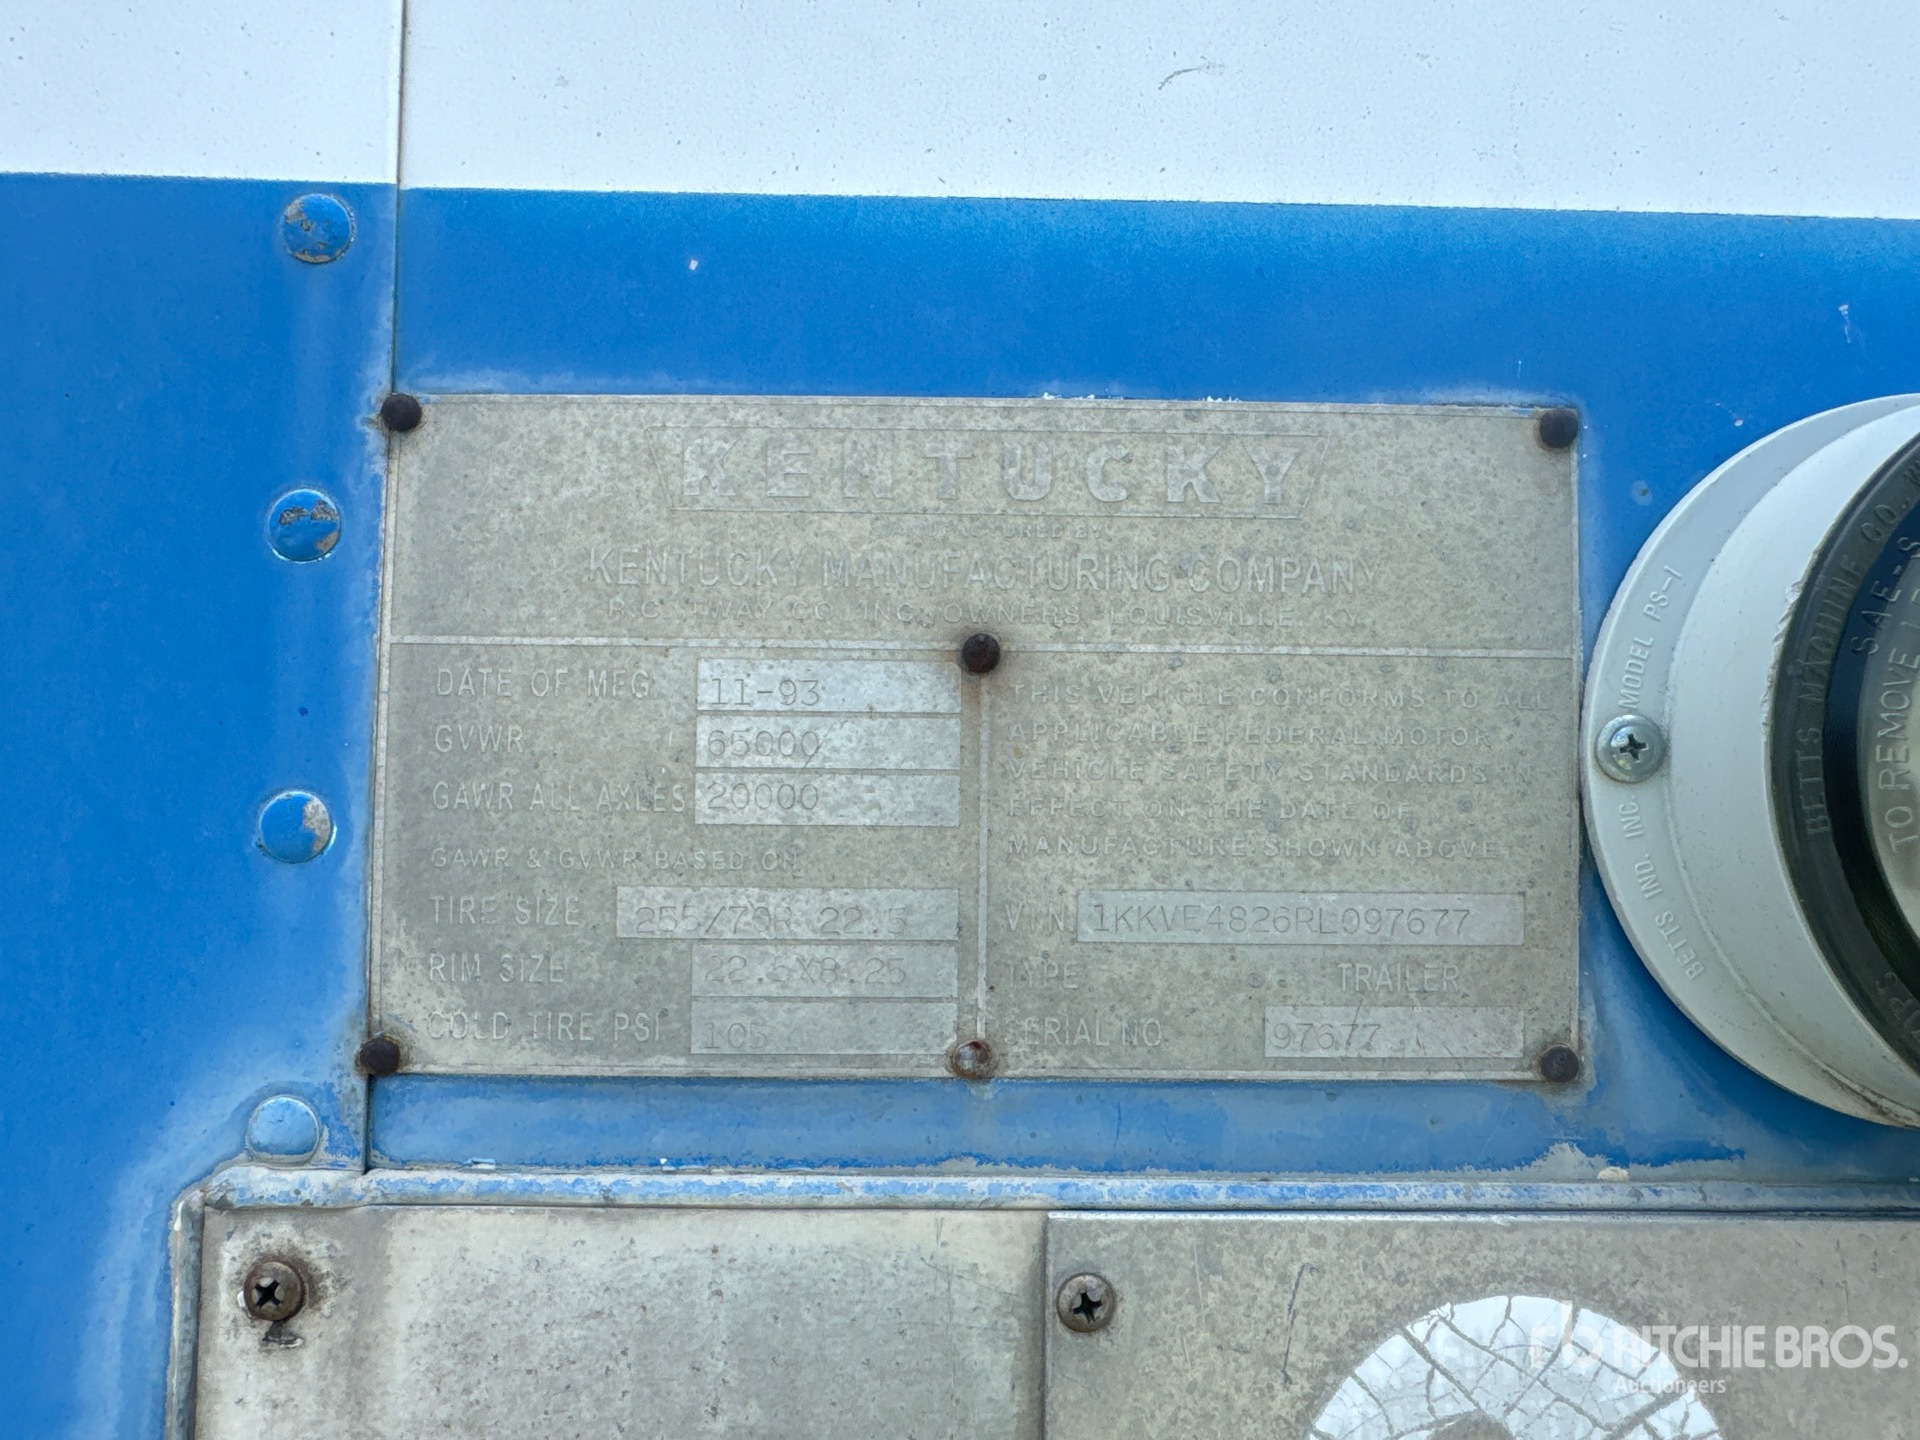 KENTUCKY
KENTUCKY MANUFACTURING COMPANY
R.C. TWAY CO. INC. OWNERS LOUISVILLE, KY.
DATE OF MFG 11-93
GVWR 65000
GAWR ALL AXLES 20000
GAWR & GVWR BASED ON
TIRE SIZE 255/70R 22.5
RIM SIZE 22.5X8.25
COLD TIRE PSI 105
THIS VEHICLE CONFORMS TO ALL
APPLICABLE FEDERAL MOTOR
VEHICLE SAFETY STANDARDS IN
EFFECT ON THE DATE OF
MANUFACTURE SHOWN ABOVE
VIN 1KKVE4826RL097677
TYPE TRAILER
SERIAL NO 97677
BETTS IND. INC. MODEL PS-1
BETTS MACHINE CO.
SAE-S
TO REMOVE
RITCHIE BROS.
Auctioneers